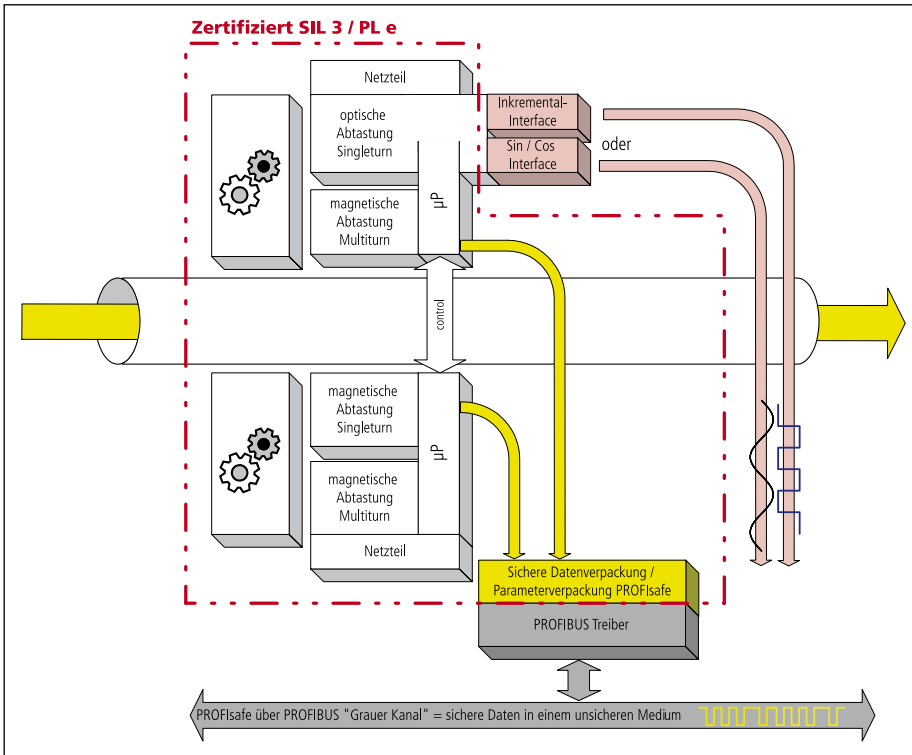 Zertifiziert SIL 3 / PL e
Netzteil
optische
Abtastung
Singleturn
magnetische
Abtastung
Multiturn
µP
Inkremental-
Interface
Sin / Cos
Interface
oder
control
magnetische
Abtastung
Singleturn
magnetische
Abtastung
Multiturn
µP
Netzteil
Sichere Datenverpackung /
Parameterverpackung PROFIsafe
PROFIBUS Treiber
PROFIsafe über PROFIBUS "Grauer Kanal" = sichere Daten in einem unsicheren Medium